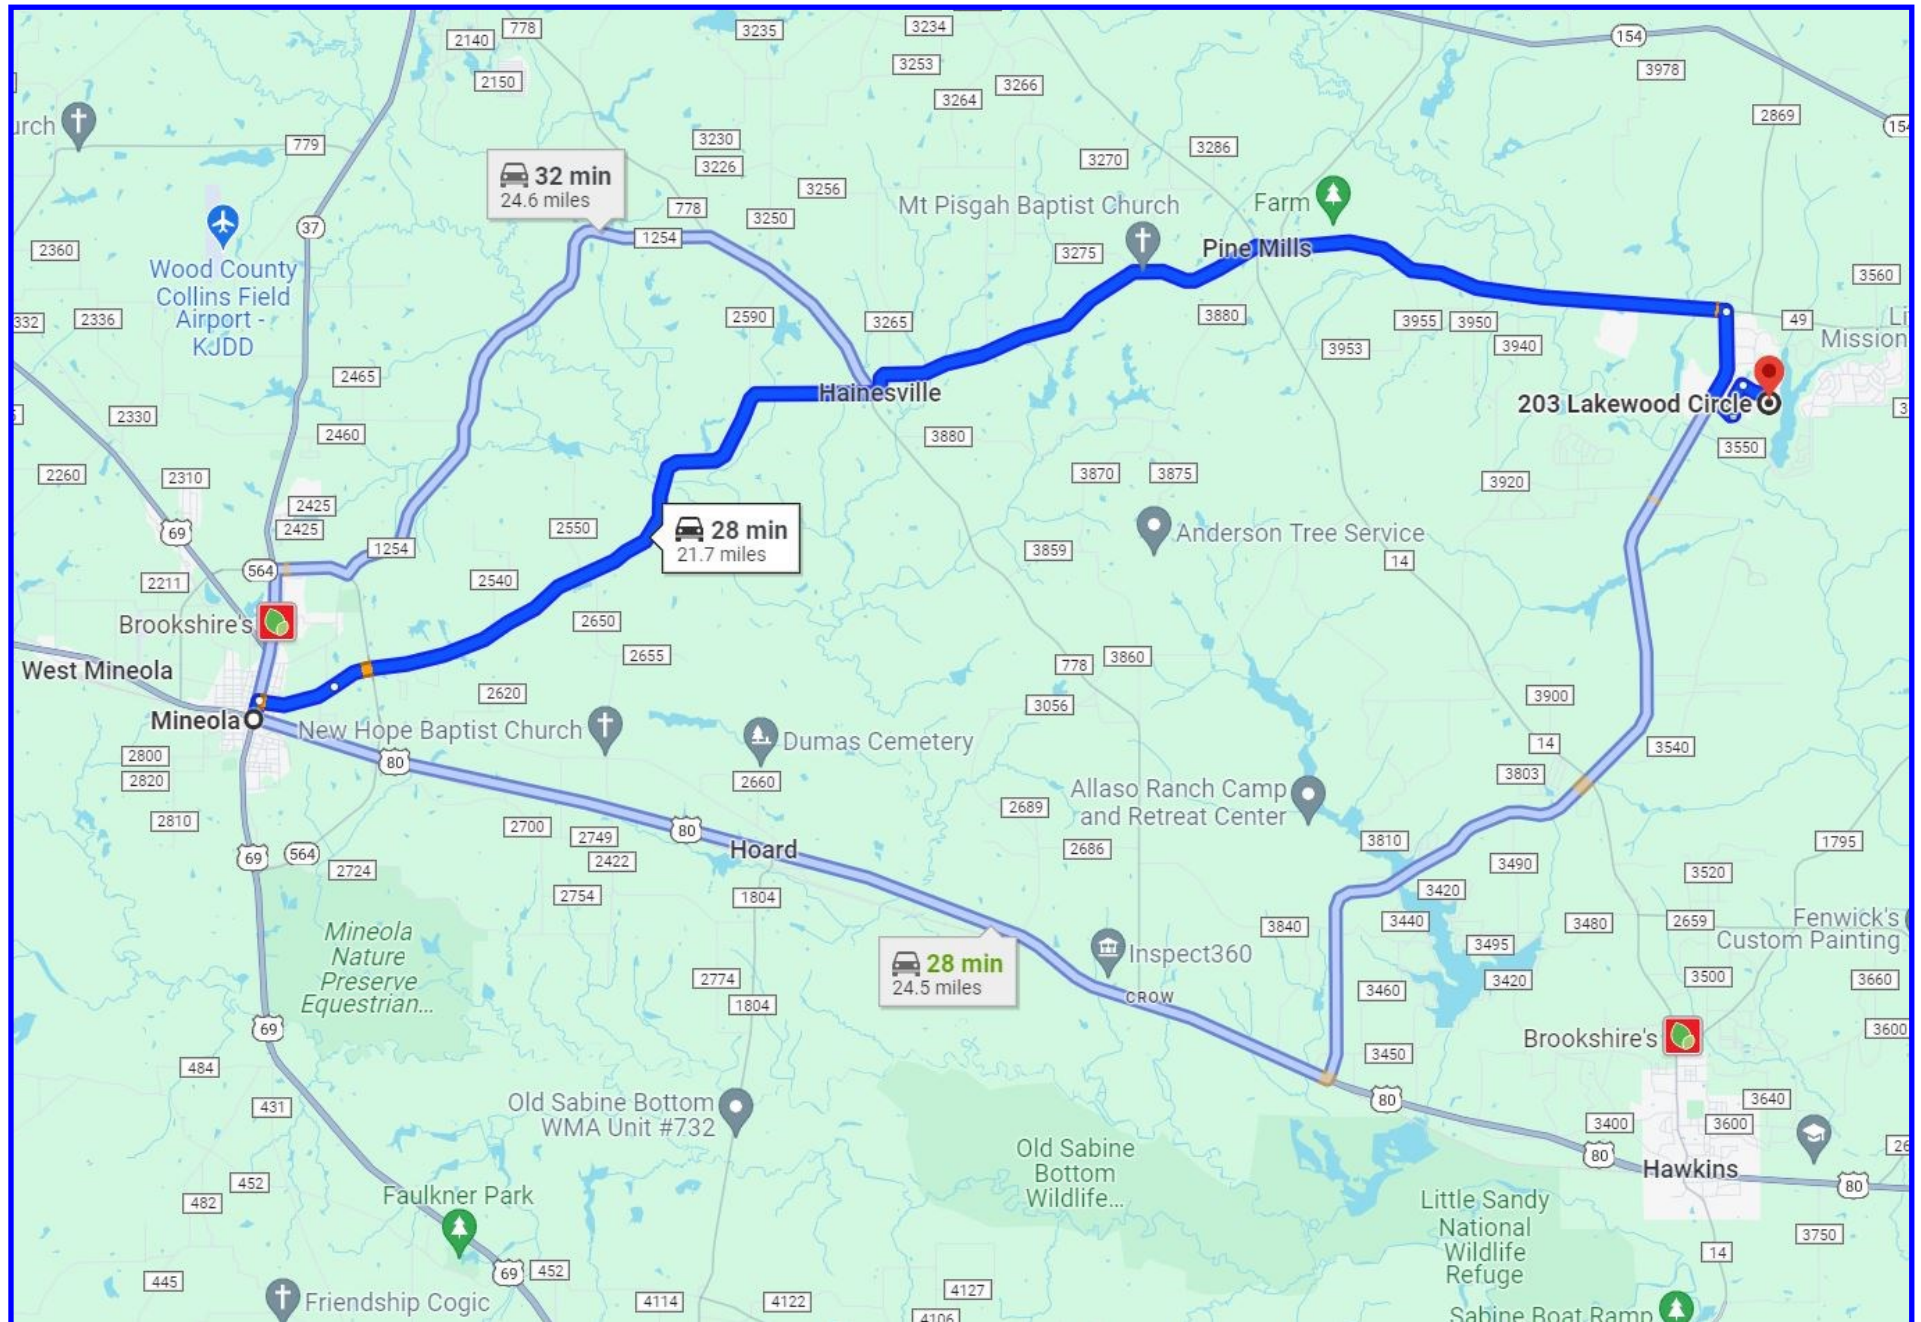 778
3235
3234
154
2140
3253
3978
2150
3266
3264
2869
urch
154
3230
779
3286
3270
3226
32 min
24.6 miles
3256
Mt Pisgah Baptist Church
Farm
778
3250
37
1254
2360
3275
Pine Mills
Wood County
Collins Field
Airport -
KJDD
3560
332
2336
2590
3265
3880
3955
3950
49
Li
Mission
3953
3940
2465
Hainesville
203 Lakewood Circle
2330
2460
3880
3550
2260
2310
3870
3875
3920
2425
2425
69
2550
28 min
21.7 miles
Anderson Tree Service
1254
3859
14
564
2211
2540
Brookshire's
2650
2655
778
3860
West Mineola
2620
3056
3900
Mineola
New Hope Baptist Church
Dumas Cemetery
14
3540
2800
80
2820
2660
3803
Allaso Ranch Camp
and Retreat Center
2810
2700
80
2749
2689
3810
1795
69
564
2422
Hoard
2686
3490
2724
3520
2754
1804
3420
Mineola
Nature
Preserve
Equestrian...
3840
3440
3480
2659
Fenwick's
Custom Painting
3495
28 min
24.5 miles
Inspect360
2774
3420
3500
3660
CROW
3460
1804
69
Brookshire's
3600
484
3450
431
Old Sabine Bottom
WMA Unit #732
80
3640
3400
3600
Old Sabine
Bottom
Wildlife...
26
80
Hawkins
452
80
482
Faulkner Park
Little Sandy
National
Wildlife
Refuge
3750
14
69
452
445
4127
Friendship Cogic
4114
4122
4106
Sabine Boat Ramp